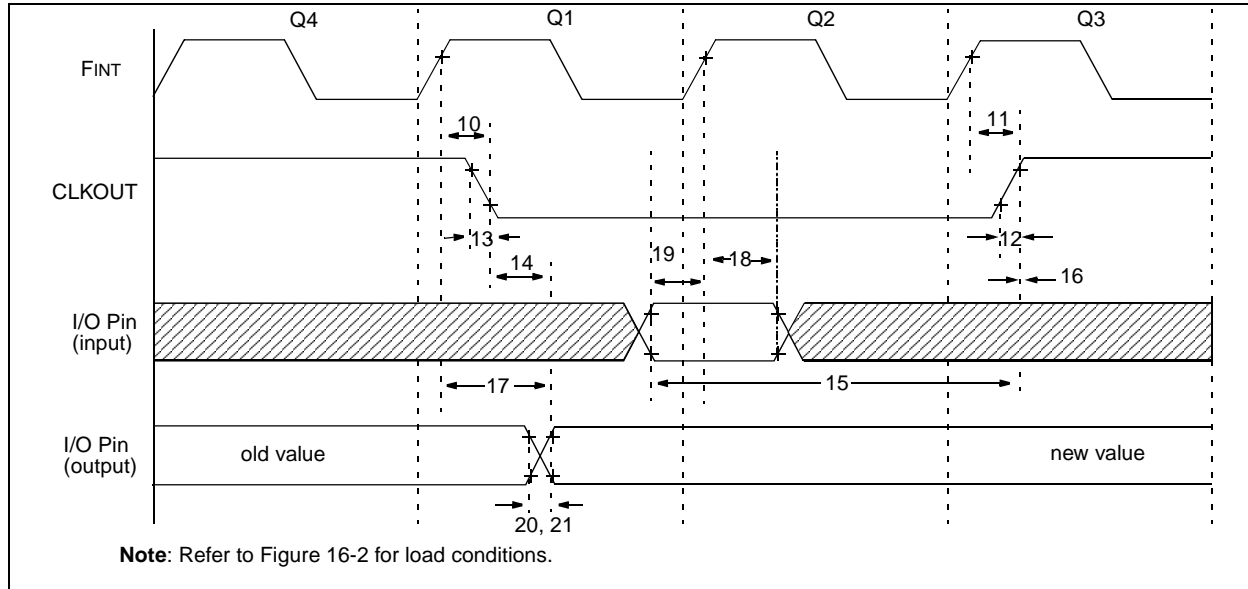 Q4 Q1 Q2 Q3
FINT
10 11
CLKOUT
13 12
14 19 18 16
I/O Pin
(input)
17 15
I/O Pin
(output)
old value new value
20, 21
Note: Refer to Figure 16-2 for load conditions.